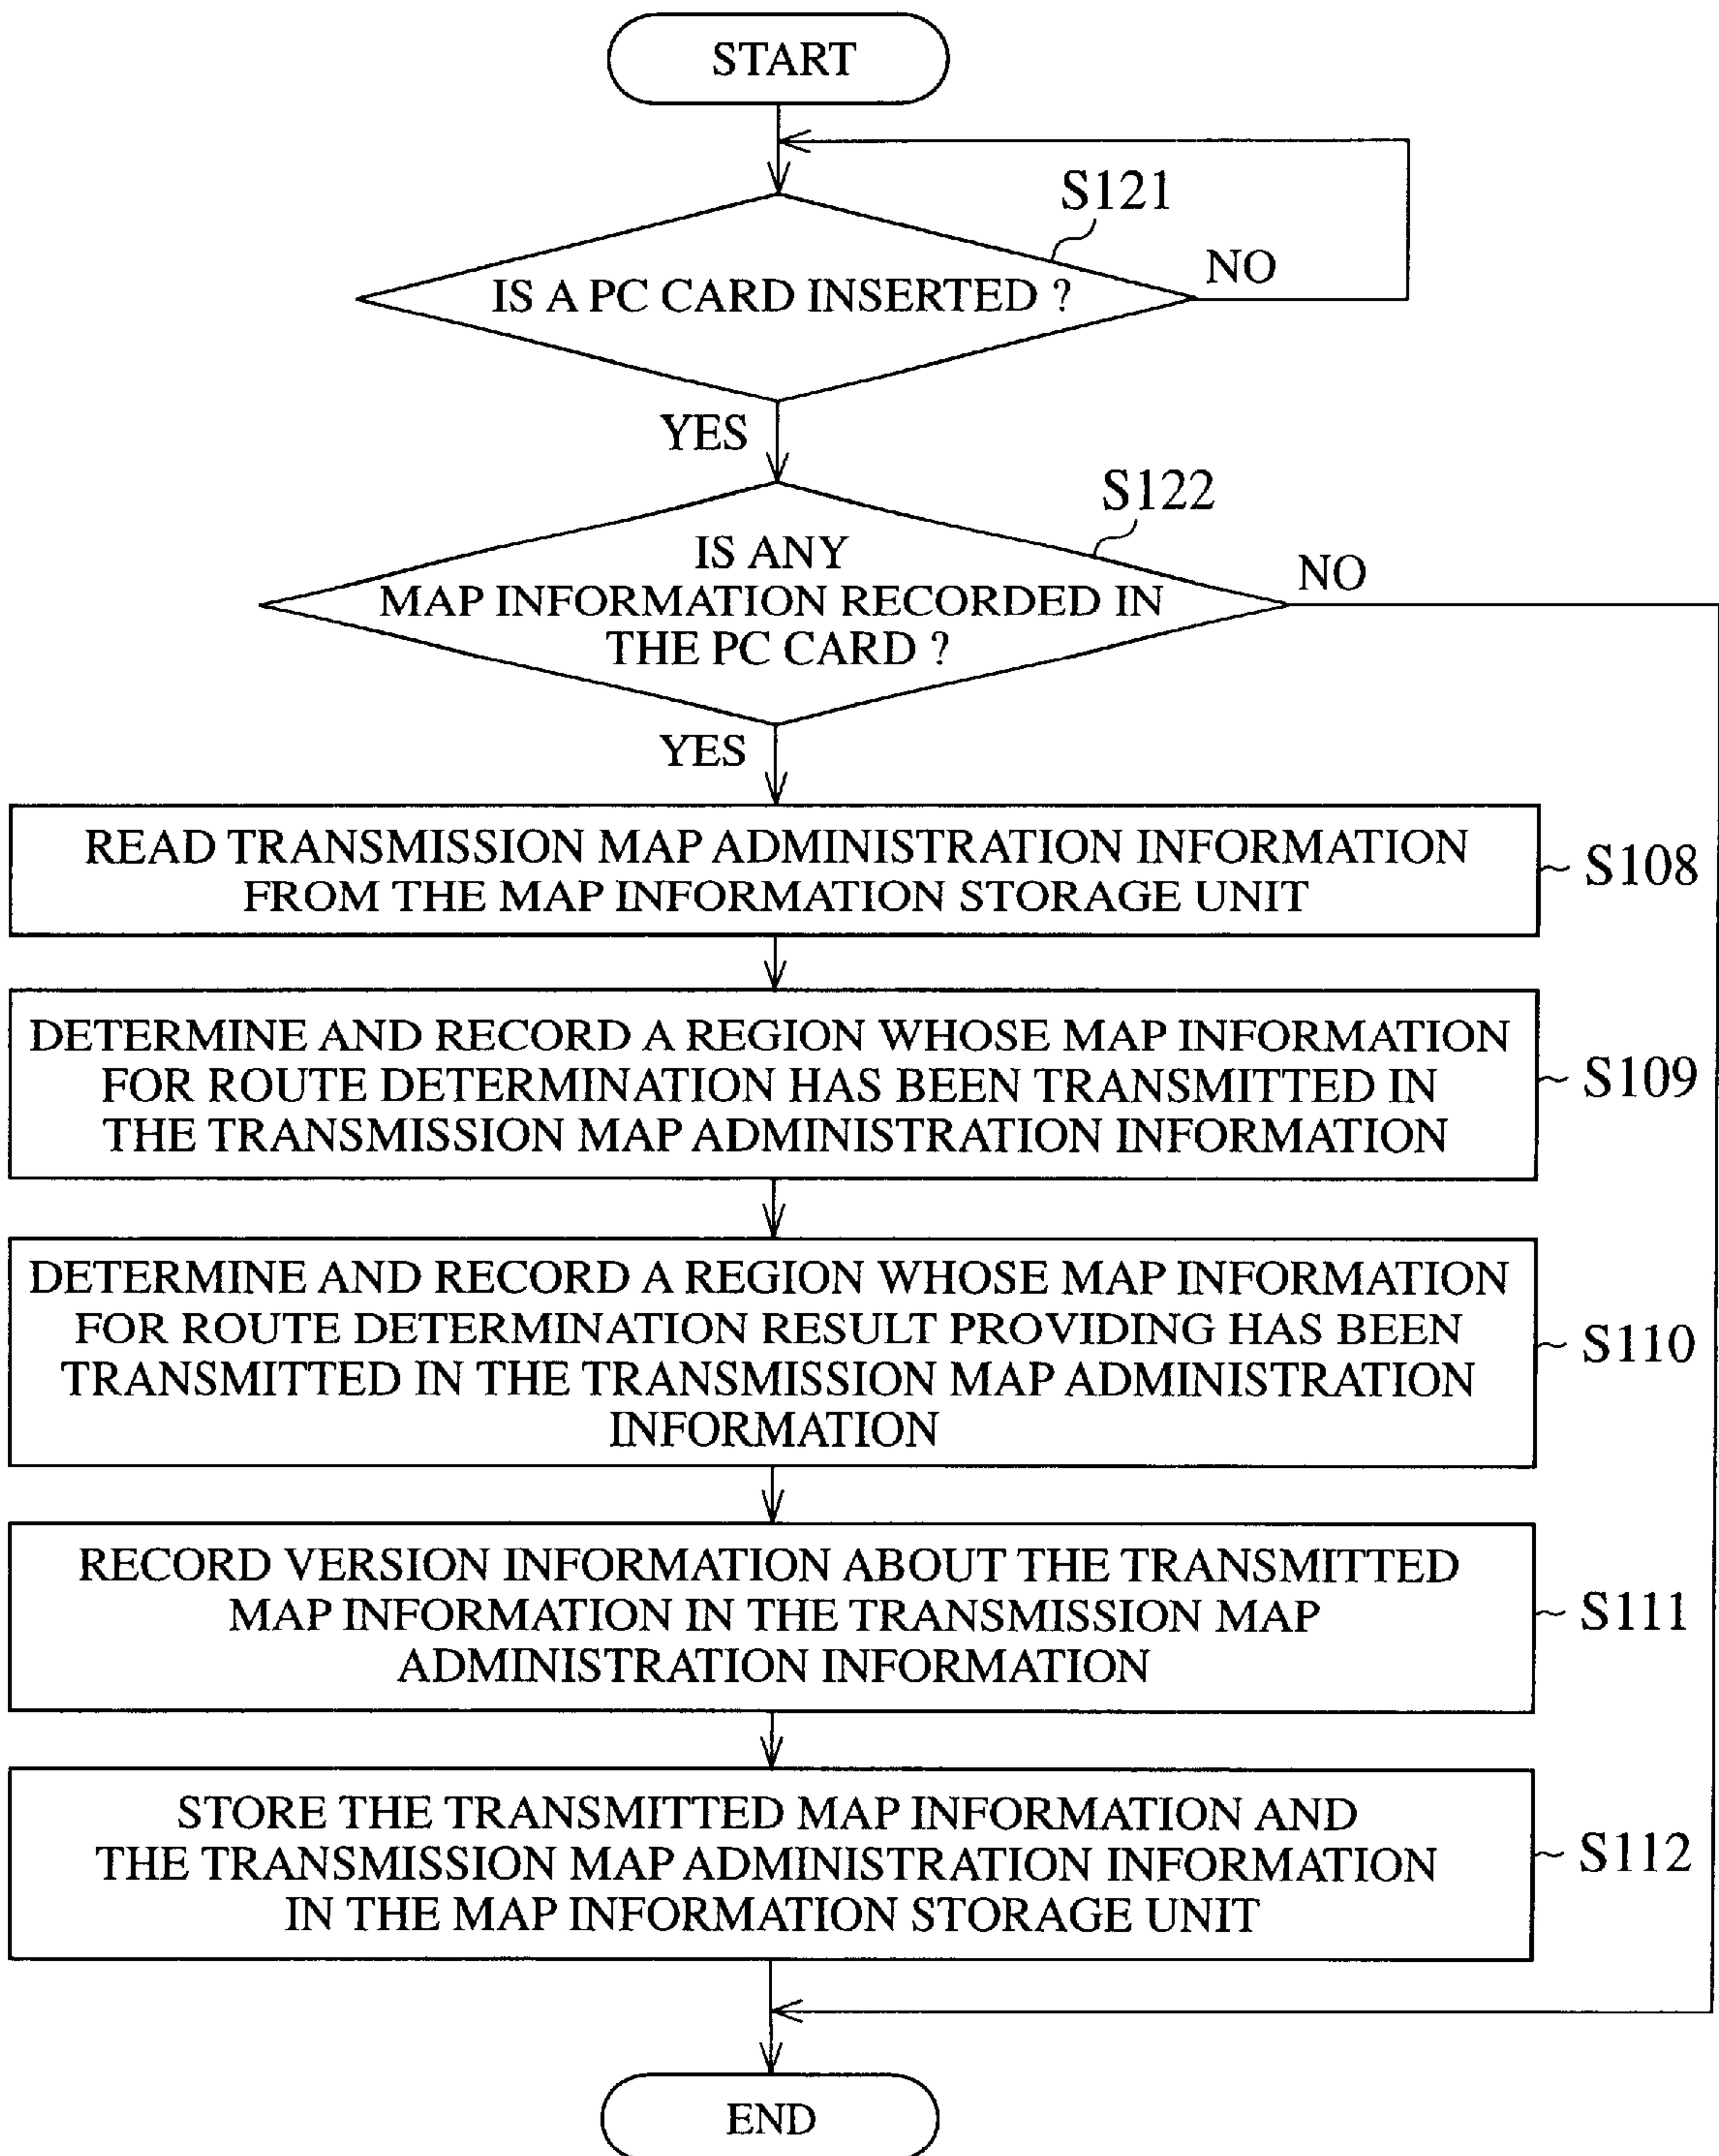 START
S121
IS A PC CARD INSERTED ?
NO
YES
S122
IS ANY
MAP INFORMATION RECORDED IN
THE PC CARD ?
NO
YES
READ TRANSMISSION MAP ADMINISTRATION INFORMATION
FROM THE MAP INFORMATION STORAGE UNIT
S108
DETERMINE AND RECORD A REGION WHOSE MAP INFORMATION
FOR ROUTE DETERMINATION HAS BEEN TRANSMITTED IN
THE TRANSMISSION MAP ADMINISTRATION INFORMATION
S109
DETERMINE AND RECORD A REGION WHOSE MAP INFORMATION
FOR ROUTE DETERMINATION RESULT PROVIDING HAS BEEN
TRANSMITTED IN THE TRANSMISSION MAP ADMINISTRATION
INFORMATION
S110
RECORD VERSION INFORMATION ABOUT THE TRANSMITTED
MAP INFORMATION IN THE TRANSMISSION MAP
ADMINISTRATION INFORMATION
S111
STORE THE TRANSMITTED MAP INFORMATION AND
THE TRANSMISSION MAP ADMINISTRATION INFORMATION
IN THE MAP INFORMATION STORAGE UNIT
S112
END